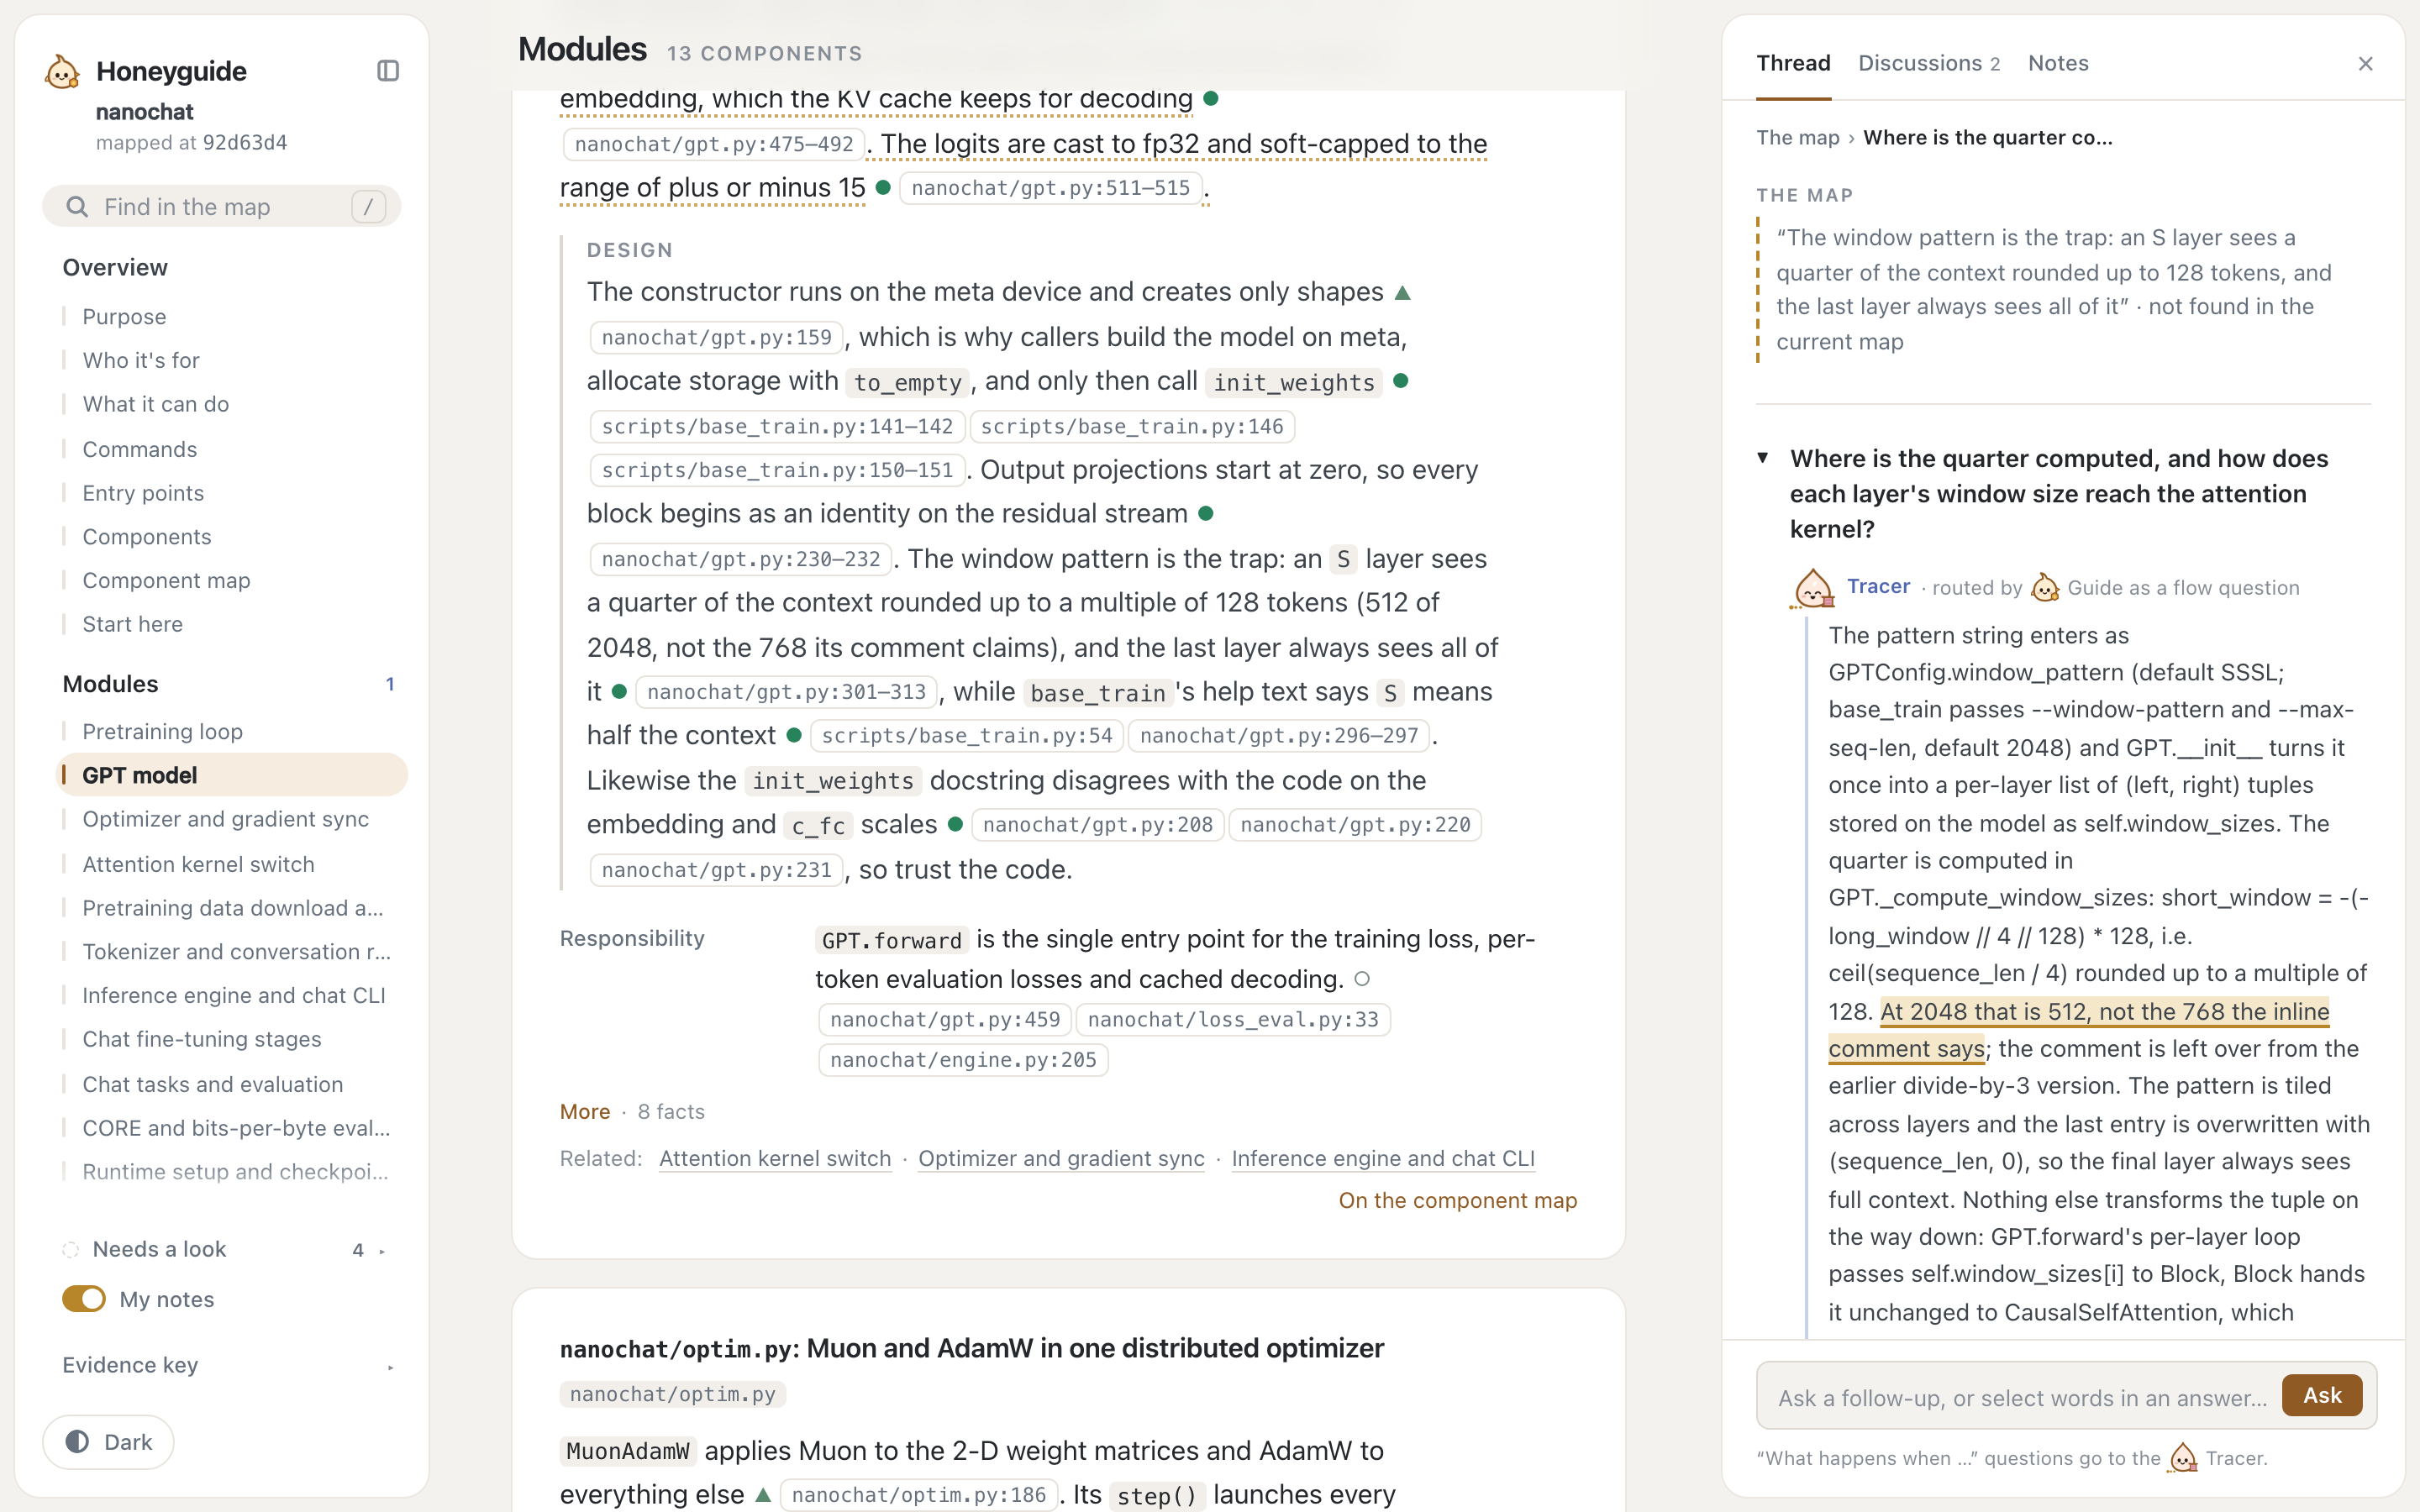 Honeyguide
nanochat
mapped at 92d63d4
Find in the map /
Overview
Purpose
Who it's for
What it can do
Commands
Entry points
Components
Component map
Start here
Modules 1
Pretraining loop
GPT model
Optimizer and gradient sync
Attention kernel switch
Pretraining data download a...
Tokenizer and conversation r...
Inference engine and chat CLI
Chat fine-tuning stages
Chat tasks and evaluation
CORE and bits-per-byte eval...
Runtime setup and checkpoi...
Needs a look 4
My notes
Evidence key
Dark
Modules 13 COMPONENTS
embedding, which the KV cache keeps for decoding
nanochat/gpt.py:475–492 . The logits are cast to fp32 and soft-capped to the
range of plus or minus 15 nanochat/gpt.py:511–515 .
DESIGN
The constructor runs on the meta device and creates only shapes
nanochat/gpt.py:159 , which is why callers build the model on meta,
allocate storage with to_empty , and only then call init_weights
scripts/base_train.py:141–142 scripts/base_train.py:146
scripts/base_train.py:150–151 . Output projections start at zero, so every
block begins as an identity on the residual stream
nanochat/gpt.py:230–232 . The window pattern is the trap: an S layer sees
a quarter of the context rounded up to a multiple of 128 tokens (512 of
2048, not the 768 its comment claims), and the last layer always sees all of
it nanochat/gpt.py:301–313 , while base_train 's help text says S means
half the context scripts/base_train.py:54 nanochat/gpt.py:296–297 .
Likewise the init_weights docstring disagrees with the code on the
embedding and c_fc scales nanochat/gpt.py:208 nanochat/gpt.py:220
nanochat/gpt.py:231 , so trust the code.
Responsibility
GPT.forward is the single entry point for the training loss, per-
token evaluation losses and cached decoding.
nanochat/gpt.py:459 nanochat/loss_eval.py:33
nanochat/engine.py:205
More · 8 facts
Related: Attention kernel switch · Optimizer and gradient sync · Inference engine and chat CLI
On the component map
nanochat/optim.py: Muon and AdamW in one distributed optimizer
nanochat/optim.py
MuonAdamW applies Muon to the 2-D weight matrices and AdamW to
everything else nanochat/optim.py:186 . Its step() launches every
Thread Discussions 2 Notes ×
The map › Where is the quarter co...
THE MAP
“The window pattern is the trap: an S layer sees a
quarter of the context rounded up to 128 tokens, and
the last layer always sees all of it” · not found in the
current map
Where is the quarter computed, and how does
each layer's window size reach the attention
kernel?
Tracer · routed by Guide as a flow question
The pattern string enters as
GPTConfig.window_pattern (default SSSL;
base_train passes --window-pattern and --max-
seq-len, default 2048) and GPT.__init__ turns it
once into a per-layer list of (left, right) tuples
stored on the model as self.window_sizes. The
quarter is computed in
GPT._compute_window_sizes: short_window = -(-
long_window // 4 // 128) * 128, i.e.
ceil(sequence_len / 4) rounded up to a multiple of
128. At 2048 that is 512, not the 768 the inline
comment says; the comment is left over from the
earlier divide-by-3 version. The pattern is tiled
across layers and the last entry is overwritten with
(sequence_len, 0), so the final layer always sees
full context. Nothing else transforms the tuple on
the way down: GPT.forward's per-layer loop
passes self.window_sizes[i] to Block, Block hands
it unchanged to CausalSelfAttention, which
Ask a follow-up, or select words in an answer... Ask
“What happens when …” questions go to the Tracer.